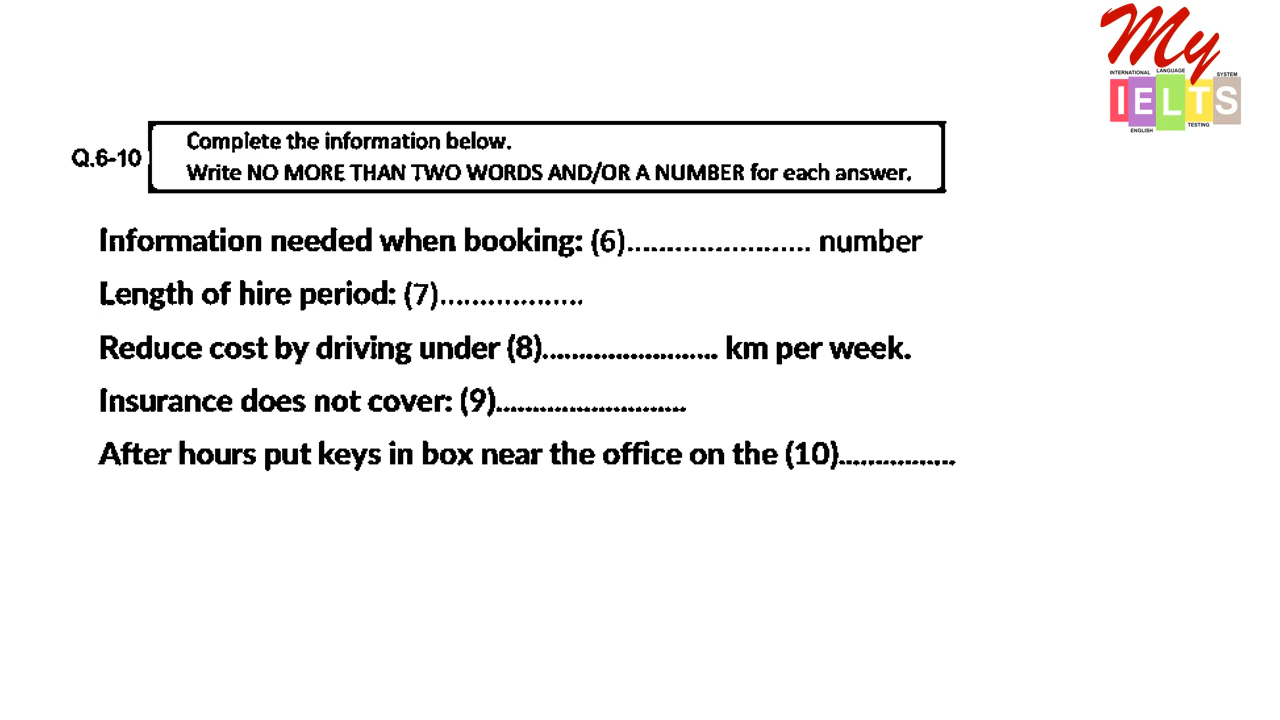 My
INTERNATIONAL LANGUAGE SYSTEM
IELTS
ENGLISH TESTING
Q.6-10
Complete the information below.
Write NO MORE THAN TWO WORDS AND/OR A NUMBER for each answer.
Information needed when booking: (6)....................... number
Length of hire period: (7)..................
Reduce cost by driving under (8)........................ km per week.
Insurance does not cover: (9)..........................
After hours put keys in box near the office on the (10)................